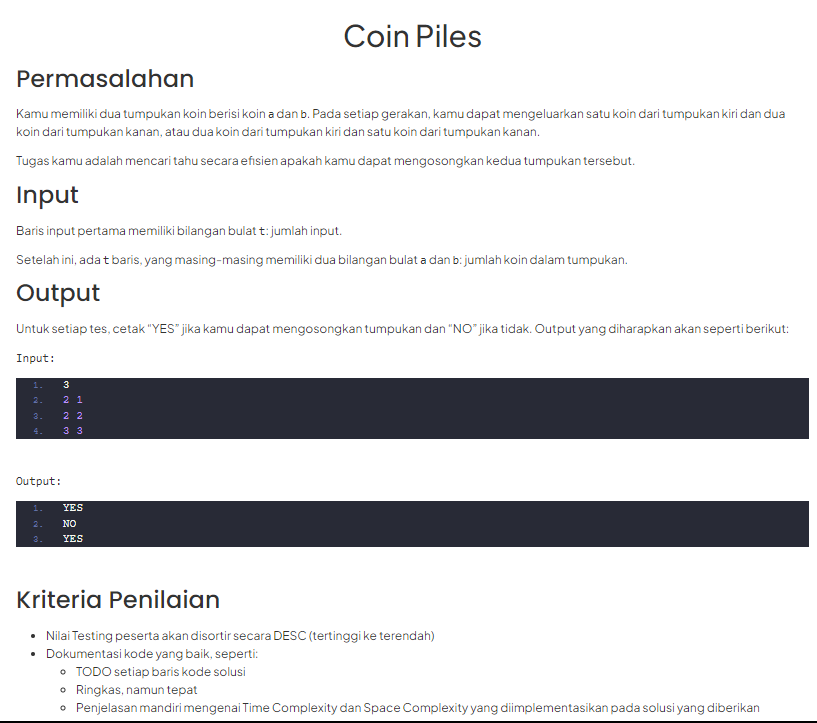 Coin Piles
Permasalahan
Kamu memiliki dua tumpukan koin berisi koin a dan b. Pada setiap gerakan, kamu dapat mengeluarkan satu koin dari tumpukan kiri dan dua
koin dari tumpukan kanan, atau dua koin dari tumpukan kiri dan satu koin dari tumpukan kanan.
Tugas kamu adalah mencari tahu secara efisien apakah kamu dapat mengosongkan kedua tumpukan tersebut.
Input
Baris input pertama memiliki bilangan bulat t: jumlah input.
Setelah ini, ada t baris, yang masing-masing memiliki dua bilangan bulat a dan b: jumlah koin dalam tumpukan.
Output
Untuk setiap tes, cetak “YES” jika kamu dapat mengosongkan tumpukan dan “NO” jika tidak. Output yang diharapkan akan seperti berikut:
Input:
1. 3
2. 2 1
3. 2 2
4. 3 3
Output:
1. YES
2. NO
3. YES
Kriteria Penilaian
• Nilai Testing peserta akan disortir secara DESC (tertinggi ke terendah)
• Dokumentasi kode yang baik, seperti:
○ TODO setiap baris kode solusi
○ Ringkas, namun tepat
○ Penjelasan mandiri mengenai Time Complexity dan Space Complexity yang diimplementasikan pada solusi yang diberikan